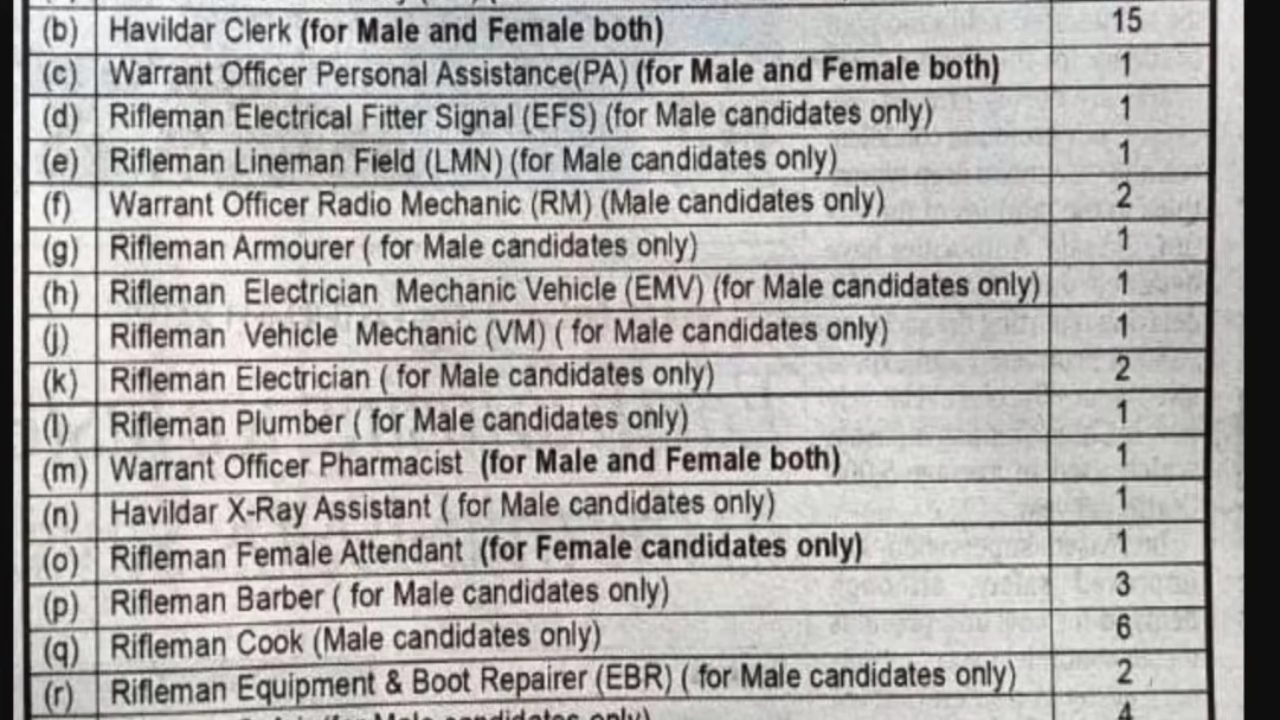 (b) Havildar Clerk (for Male and Female both) 15
(c) Warrant Officer Personal Assistance(PA) (for Male and Female both) 1
(d) Rifleman Electrical Fitter Signal (EFS) (for Male candidates only) 1
(e) Rifleman Lineman Field (LMN) (for Male candidates only) 1
(f) Warrant Officer Radio Mechanic (RM) (Male candidates only) 2
(g) Rifleman Armourer ( for Male candidates only) 1
(h) Rifleman Electrician Mechanic Vehicle (EMV) (for Male candidates only) 1
(j) Rifleman Vehicle Mechanic (VM) ( for Male candidates only) 1
(k) Rifleman Electrician ( for Male candidates only) 2
(l) Rifleman Plumber ( for Male candidates only) 1
(m) Warrant Officer Pharmacist (for Male and Female both) 1
(n) Havildar X-Ray Assistant ( for Male candidates only) 1
(o) Rifleman Female Attendant (for Female candidates only) 1
(p) Rifleman Barber ( for Male candidates only) 3
(q) Rifleman Cook (Male candidates only) 6
(r) Rifleman Equipment & Boot Repairer (EBR) ( for Male candidates only) 2
(for Male candidates only) 4